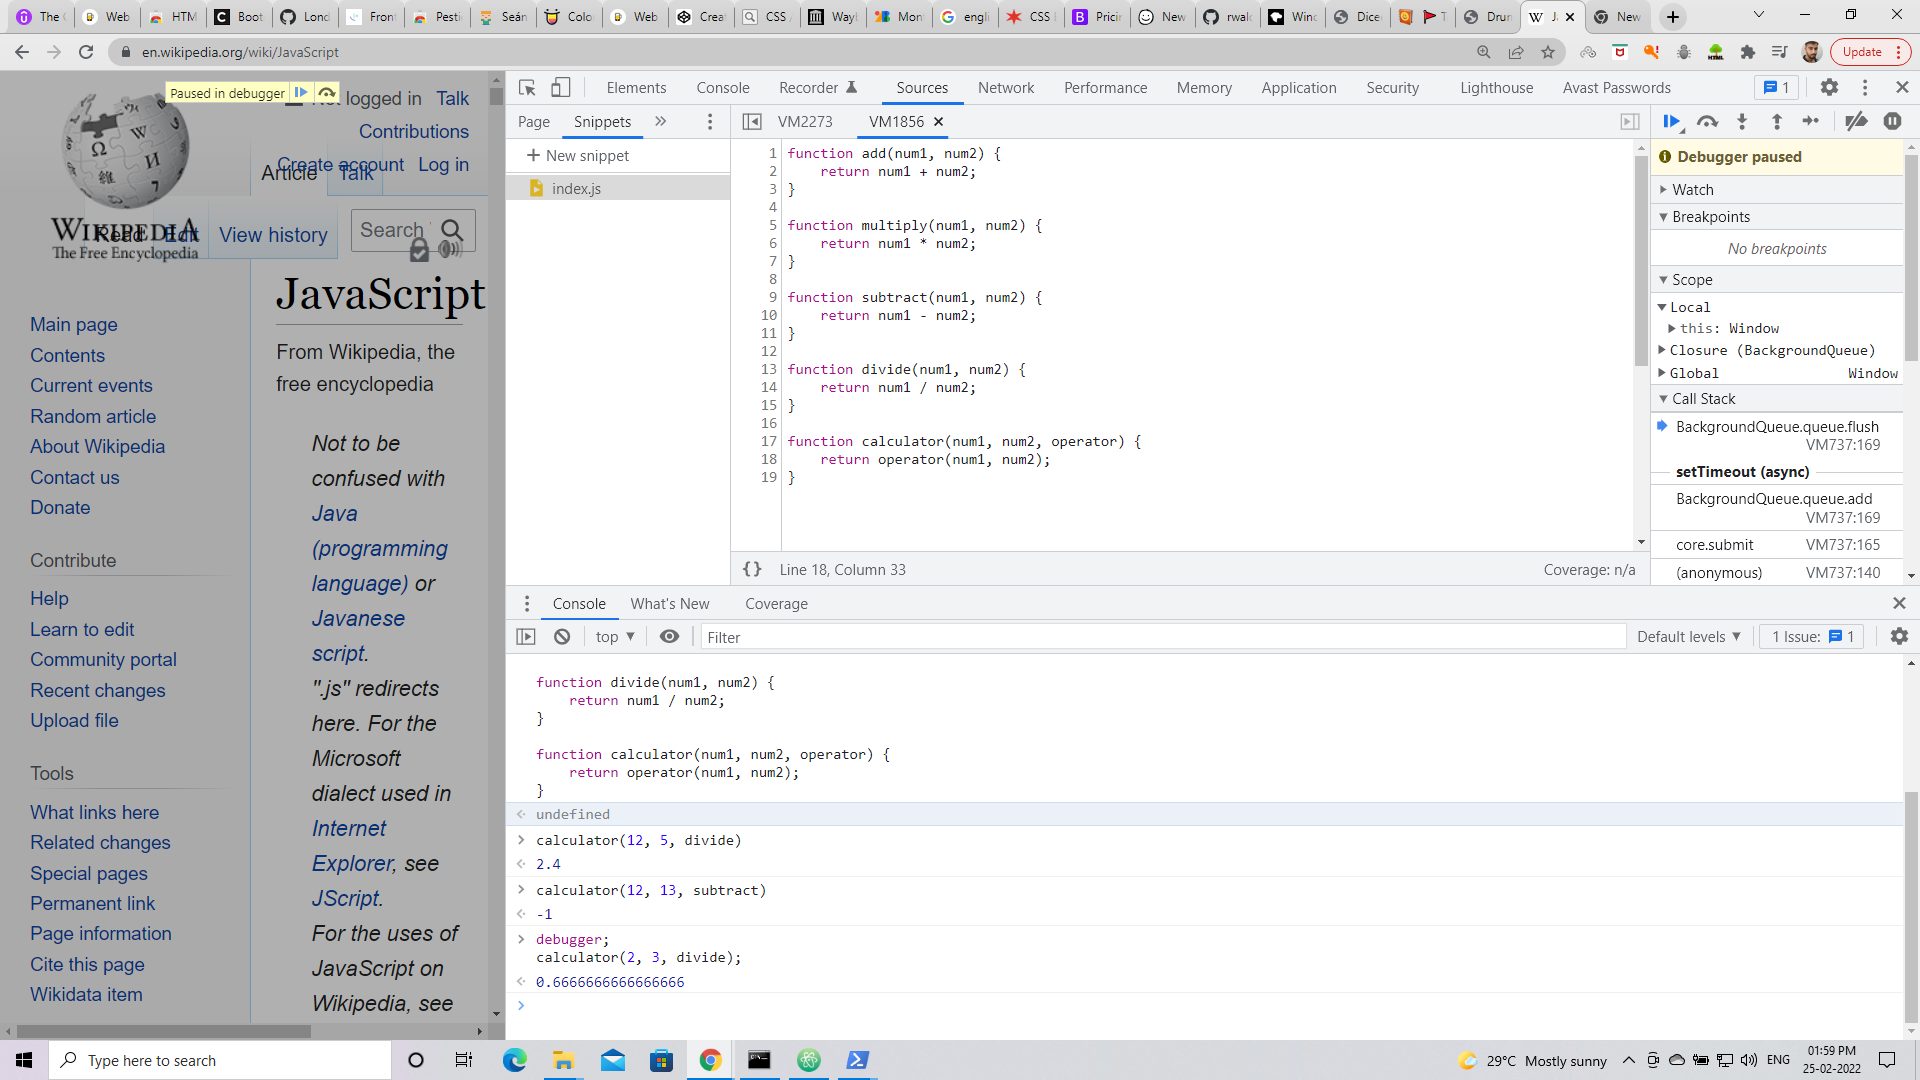 The
Web
HTM
Boot
Lond
Front
Pesti
Seán
Colo
Web
Creat
CSS
Wayb
Mon
engli
CSS
Pricir
New
rwalc
Wind
Dice
T
Drun
J
New
en.wikipedia.org/wiki/JavaScript
Update
Paused in debugger
Not logged in Talk
Contributions
Create account Log in
Article Talk
Read Edit View history
Search
WIKIPEDIA
The Free Encyclopedia
JavaScript
From Wikipedia, the
free encyclopedia
Not to be
confused with
Java
(programming
language) or
Javanese
script.
".js" redirects
here. For the
Microsoft
dialect used in
Internet
Explorer, see
JScript.
For the uses of
JavaScript on
Wikipedia, see
Main page
Contents
Current events
Random article
About Wikipedia
Contact us
Donate
Contribute
Help
Learn to edit
Community portal
Recent changes
Upload file
Tools
What links here
Related changes
Special pages
Permanent link
Page information
Cite this page
Wikidata item
Elements Console Recorder Sources Network Performance Memory Application Security Lighthouse Avast Passwords 1
Page Snippets
New snippet
index.js
VM2273 VM1856
1 function add(num1, num2) {
2 return num1 + num2;
3 }
4
5 function multiply(num1, num2) {
6 return num1 * num2;
7 }
8
9 function subtract(num1, num2) {
10 return num1 - num2;
11 }
12
13 function divide(num1, num2) {
14 return num1 / num2;
15 }
16
17 function calculator(num1, num2, operator) {
18 return operator(num1, num2);
19 }
{} Line 18, Column 33 Coverage: n/a
Debugger paused
Watch
Breakpoints
No breakpoints
Scope
Local
this: Window
Closure (BackgroundQueue)
Global Window
Call Stack
BackgroundQueue.queue.flush
VM737:169
setTimeout (async)
BackgroundQueue.queue.add
VM737:169
core.submit VM737:165
(anonymous) VM737:140
Console What's New Coverage
top Filter Default levels 1 Issue: 1
function divide(num1, num2) {
return num1 / num2;
}
function calculator(num1, num2, operator) {
return operator(num1, num2);
}
undefined
calculator(12, 5, divide)
2.4
calculator(12, 13, subtract)
-1
debugger;
calculator(2, 3, divide);
0.6666666666666666
Type here to search
29°C Mostly sunny
ENG
01:59 PM
25-02-2022